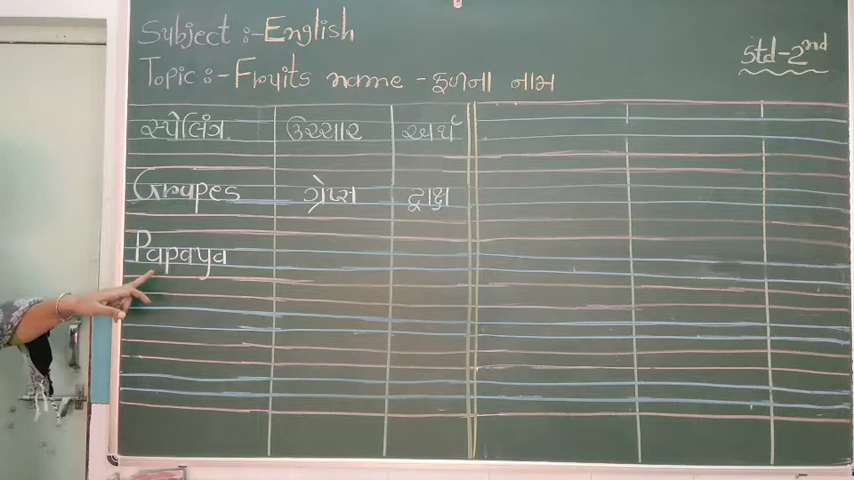 Subject :- English
Std-2nd
Topic :- Fruits name - ફળના નામ
સ્પેલિંગ ઉચ્ચાર અર્થ
Grapes ગ્રેપ્સ દ્રાક્ષ
Papaya